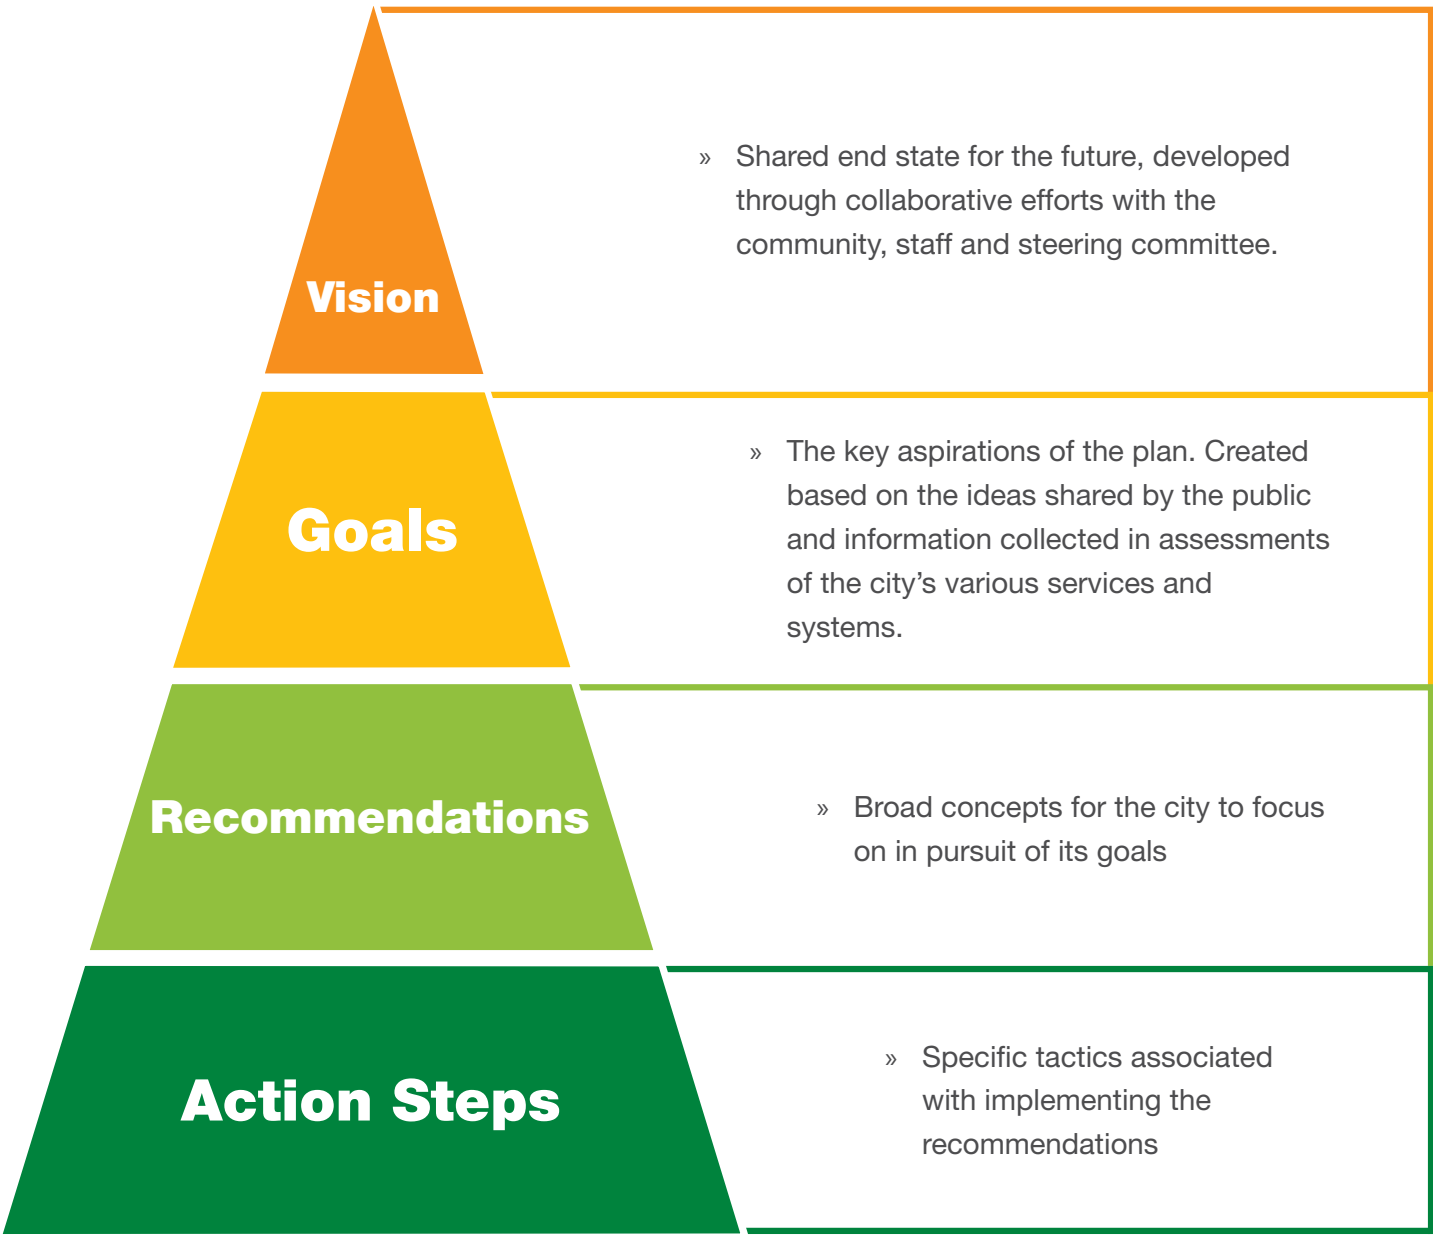 Vision
» Shared end state for the future, developed
through collaborative efforts with the
community, staff and steering committee.
Goals
» The key aspirations of the plan. Created
based on the ideas shared by the public
and information collected in assessments
of the city’s various services and
systems.
Recommendations
» Broad concepts for the city to focus
on in pursuit of its goals
Action Steps
» Specific tactics associated
with implementing the
recommendations